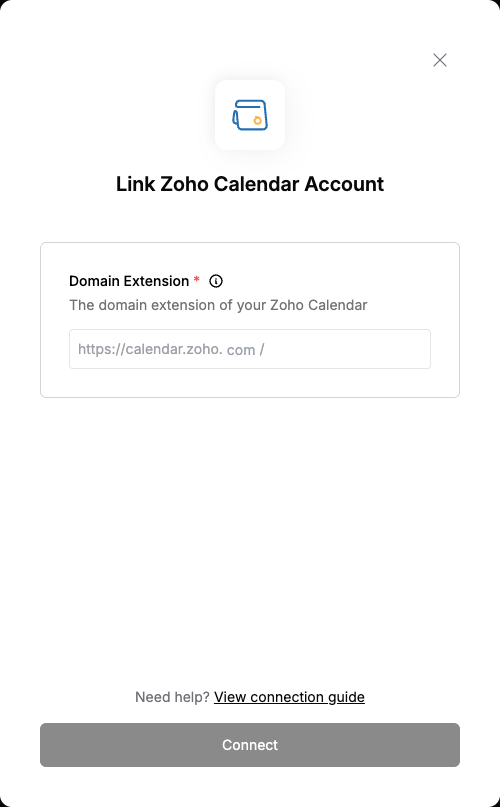 Link Zoho Calendar Account
Domain Extension *
The domain extension of your Zoho Calendar
https://calendar.zoho. com /
Need help? View connection guide
Connect